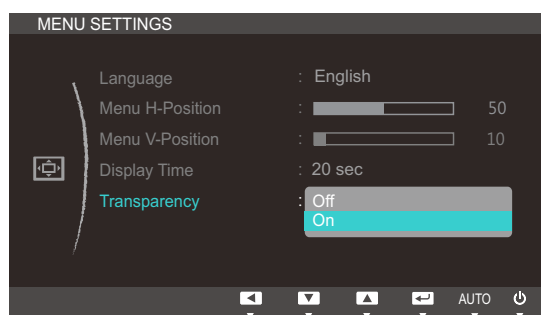 MENU SETTINGS
Language : English
Menu H-Position : 50
Menu V-Position : 10
Display Time : 20 sec
Transparency : Off
On
AUTO